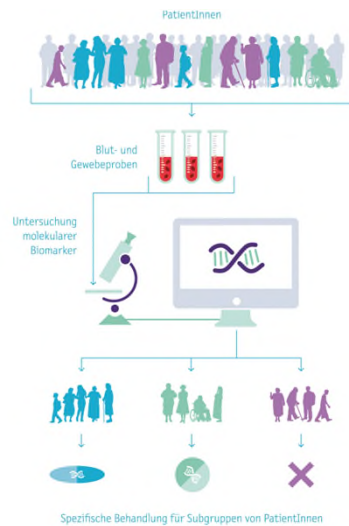 PatientInnen
Blut- und
Gewebeproben
Untersuchung
molekularer
Biomarker
Spezifische Behandlung für Subgruppen von PatientInnen